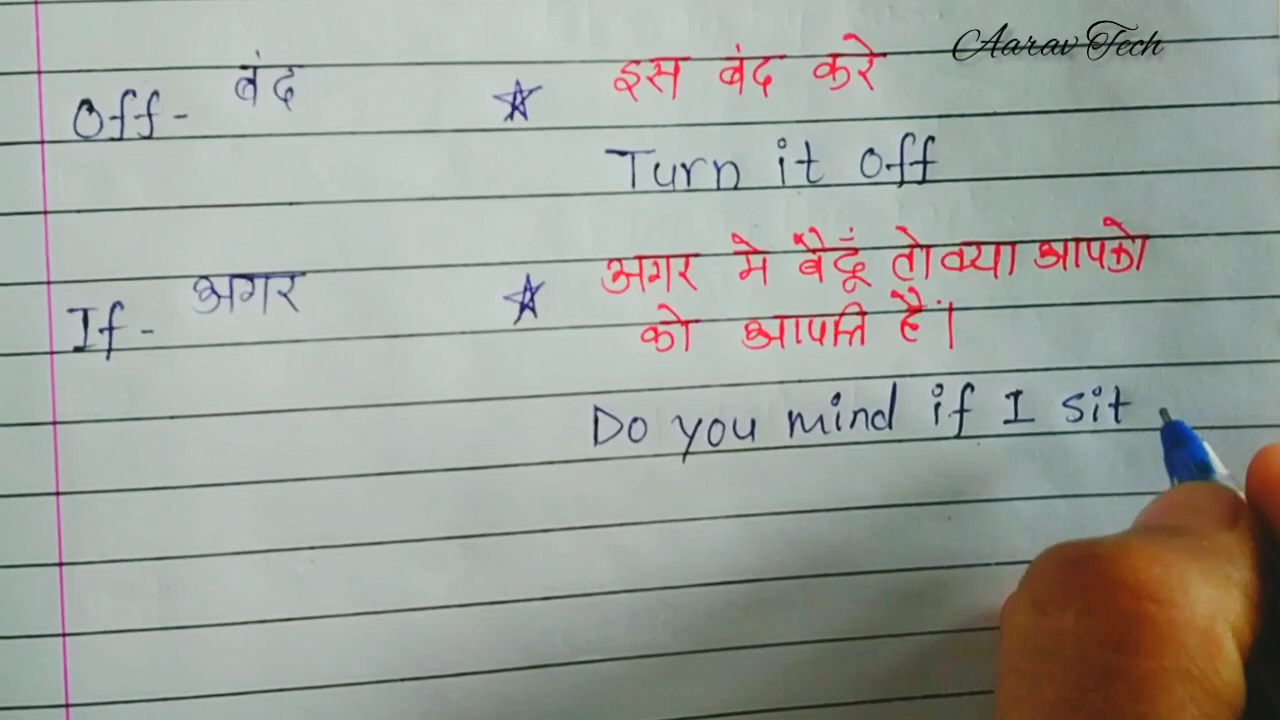 Aarav Tech
Off - बंद ☆ इस बंद करे
Turn it off
If - अगर ☆ अगर मे बैठूँ तो क्या आपको
को आपत्ति हैं।
Do you mind if I sit